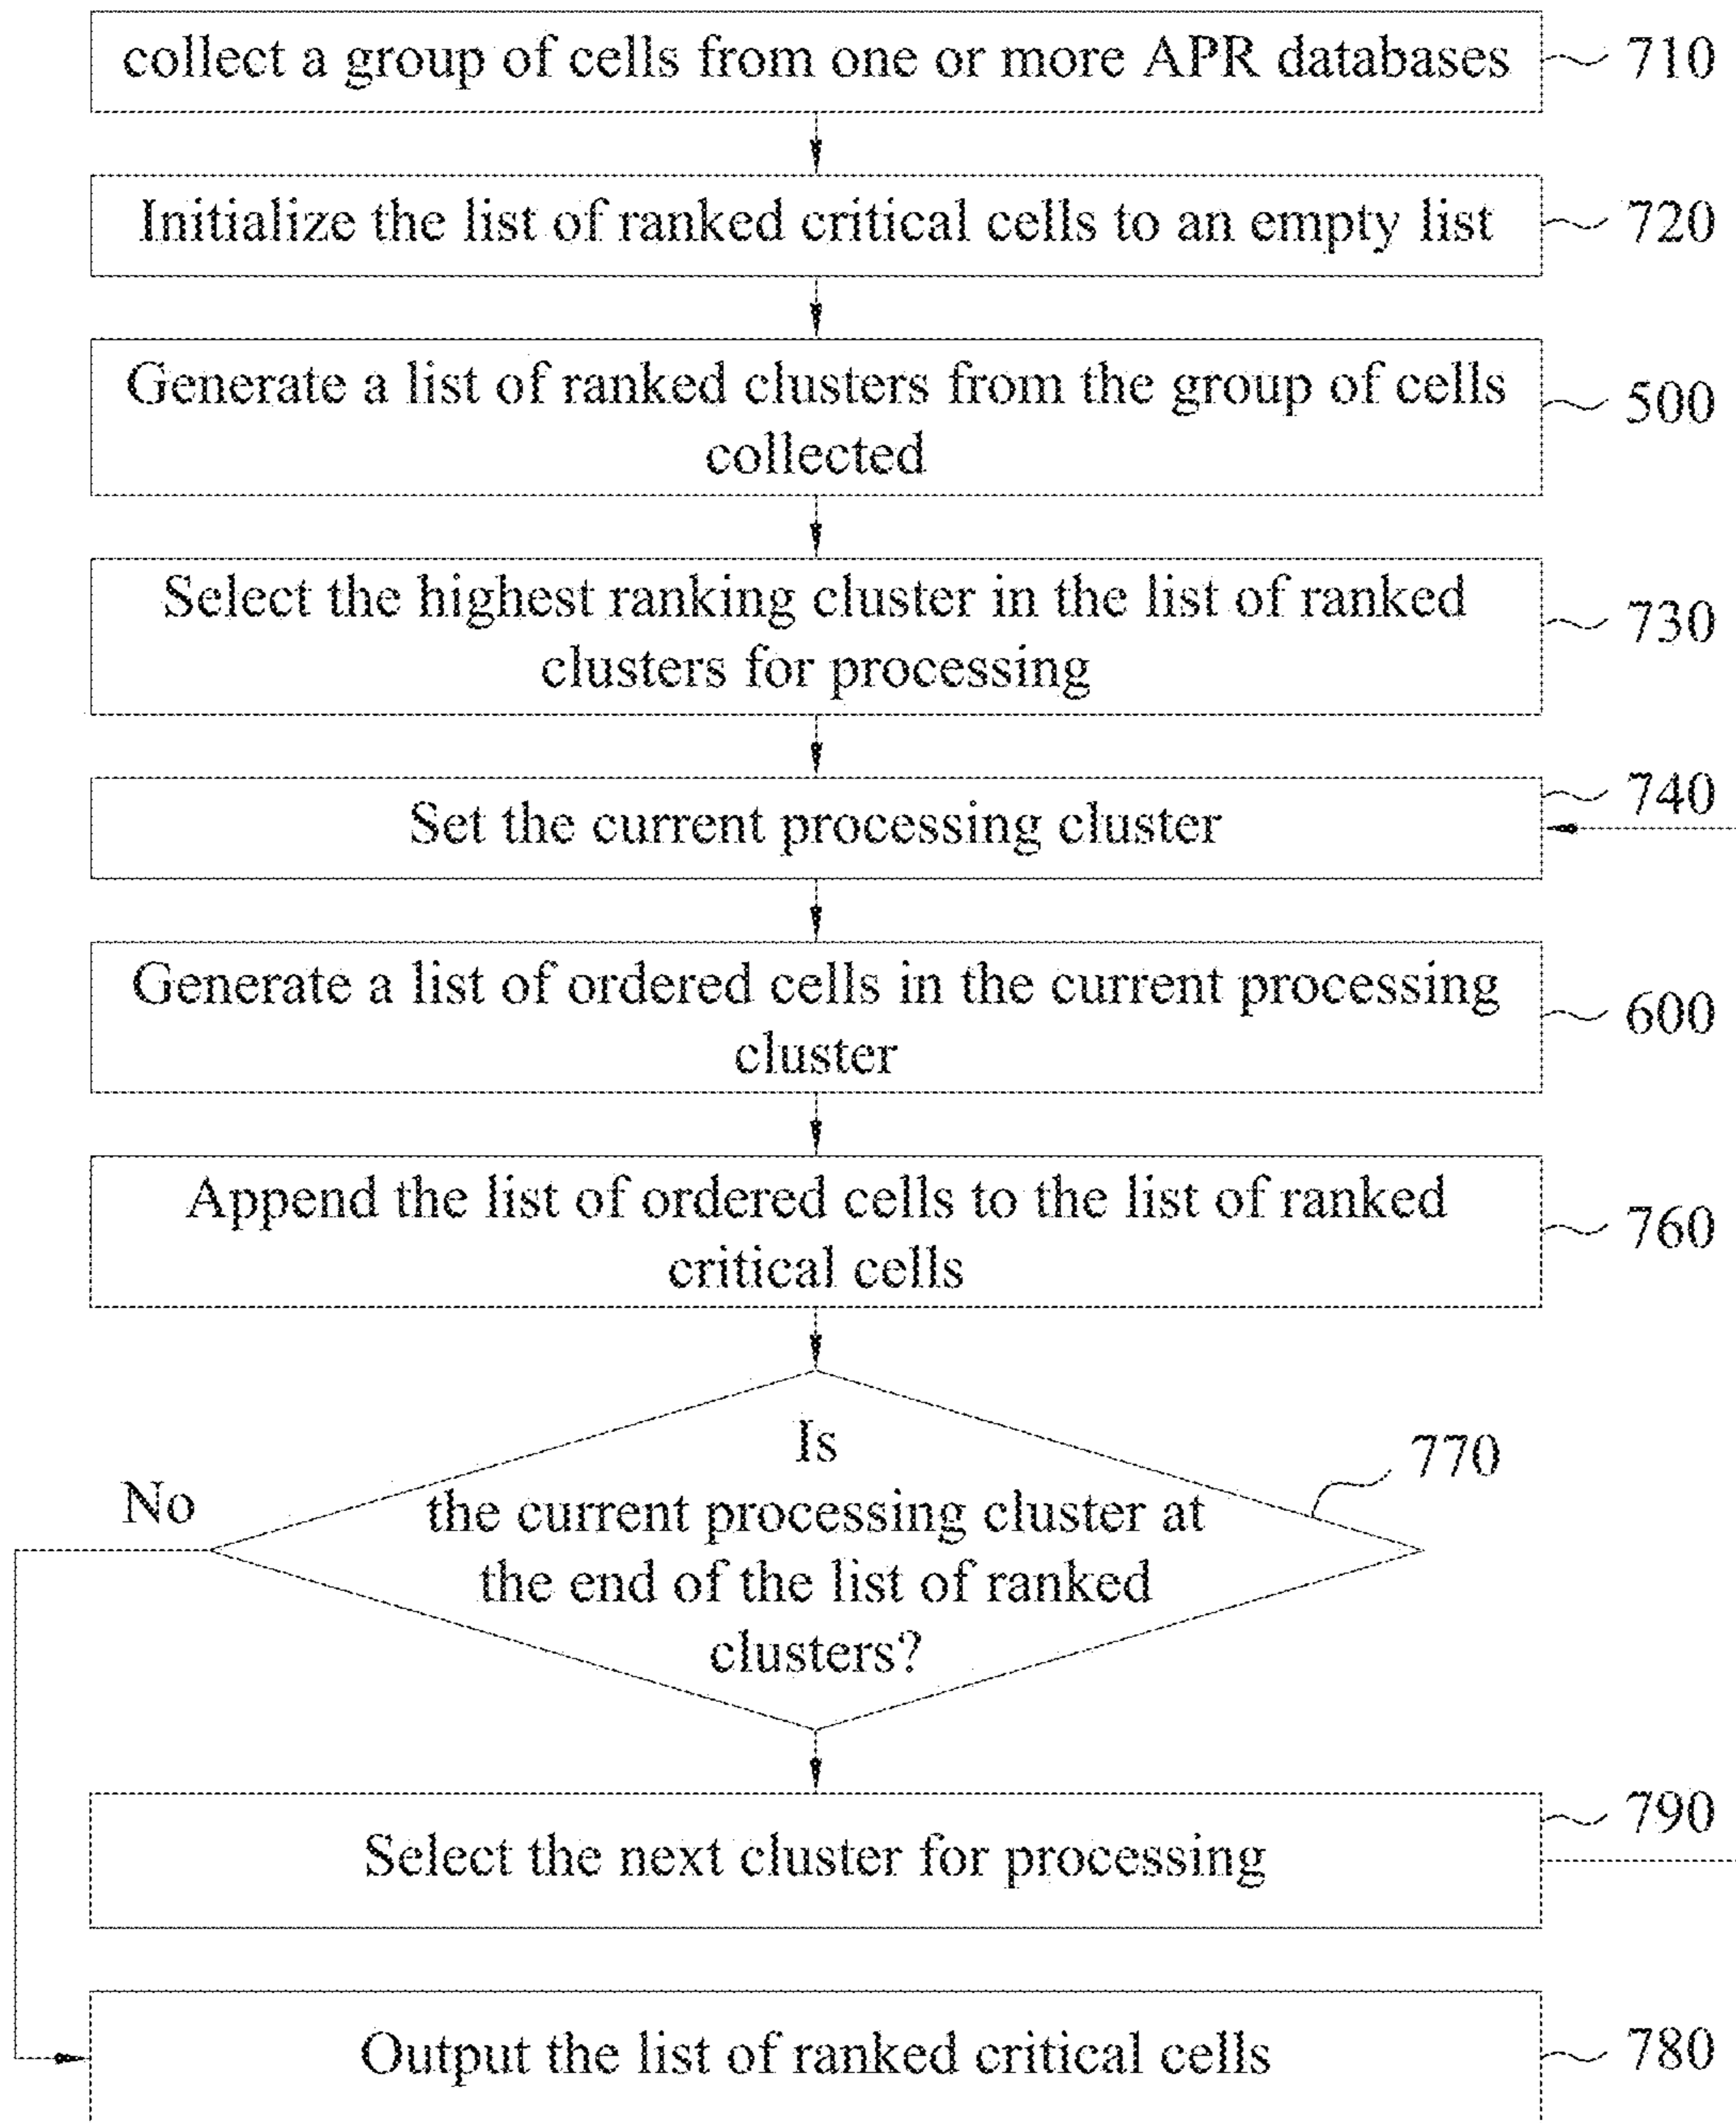 collect a group of cells from one or more APR databases
710
Initialize the list of ranked critical cells to an empty list
720
Generate a list of ranked clusters from the group of cells
collected
500
Select the highest ranking cluster in the list of ranked
clusters for processing
730
Set the current processing cluster
740
Generate a list of ordered cells in the current processing
cluster
600
Append the list of ordered cells to the list of ranked
critical cells
760
Is
the current processing cluster at
the end of the list of ranked
clusters?
770
No
Select the next cluster for processing
790
Output the list of ranked critical cells
780